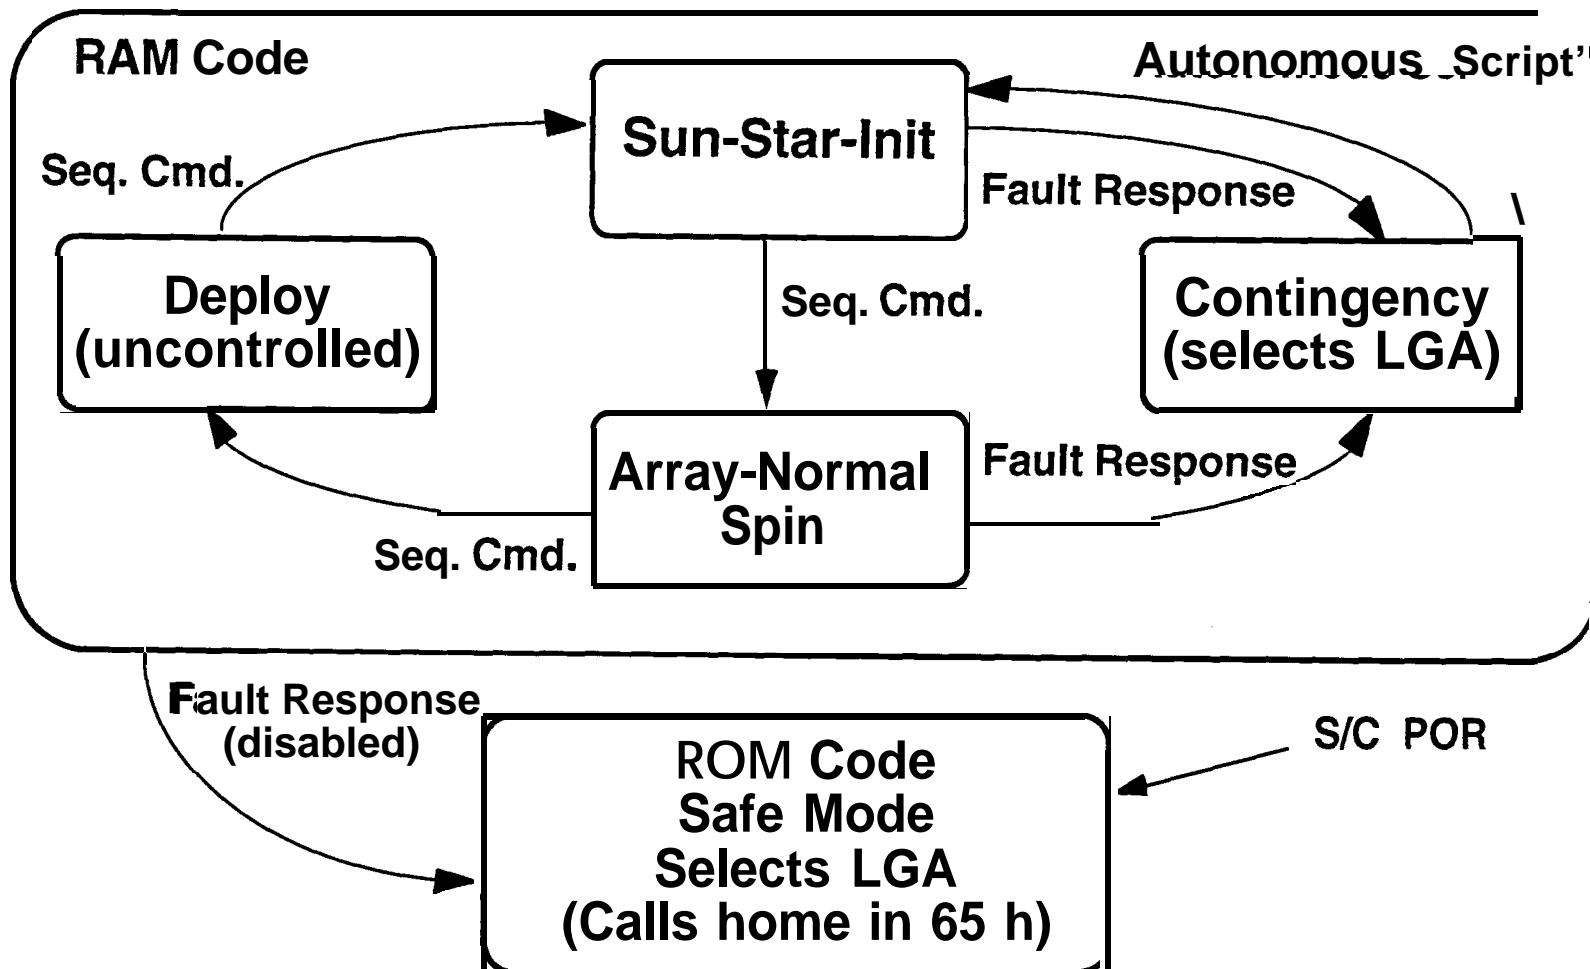 RAM Code
Autonomous Script"
Sun-Star-Init
Seq. Cmd.
Fault Response
Deploy
(uncontrolled)
Seq. Cmd.
Contingency
(selects LGA)
Array-Normal
Spin
Fault Response
Seq. Cmd.
Fault Response
(disabled)
S/C POR
ROM Code
Safe Mode
Selects LGA
(Calls home in 65 h)